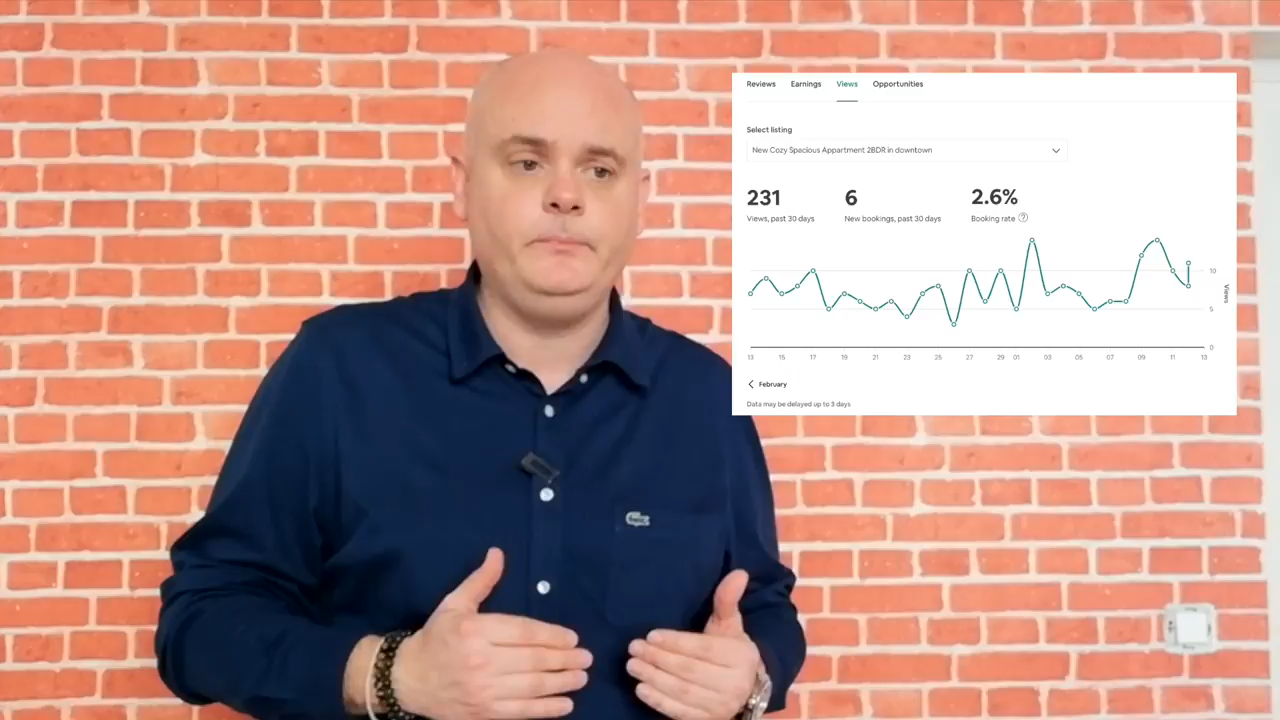 Reviews Earnings Views Opportunities
Select listing
New Cozy Spacious Appartment 2BDR in downtown
231 6 2.6%
Views, past 30 days New bookings, past 30 days Booking rate ?
10
Views
5
0
13 15 17 19 21 23 25 27 29 01 03 05 07 09 11 13
February
Data may be delayed up to 3 days